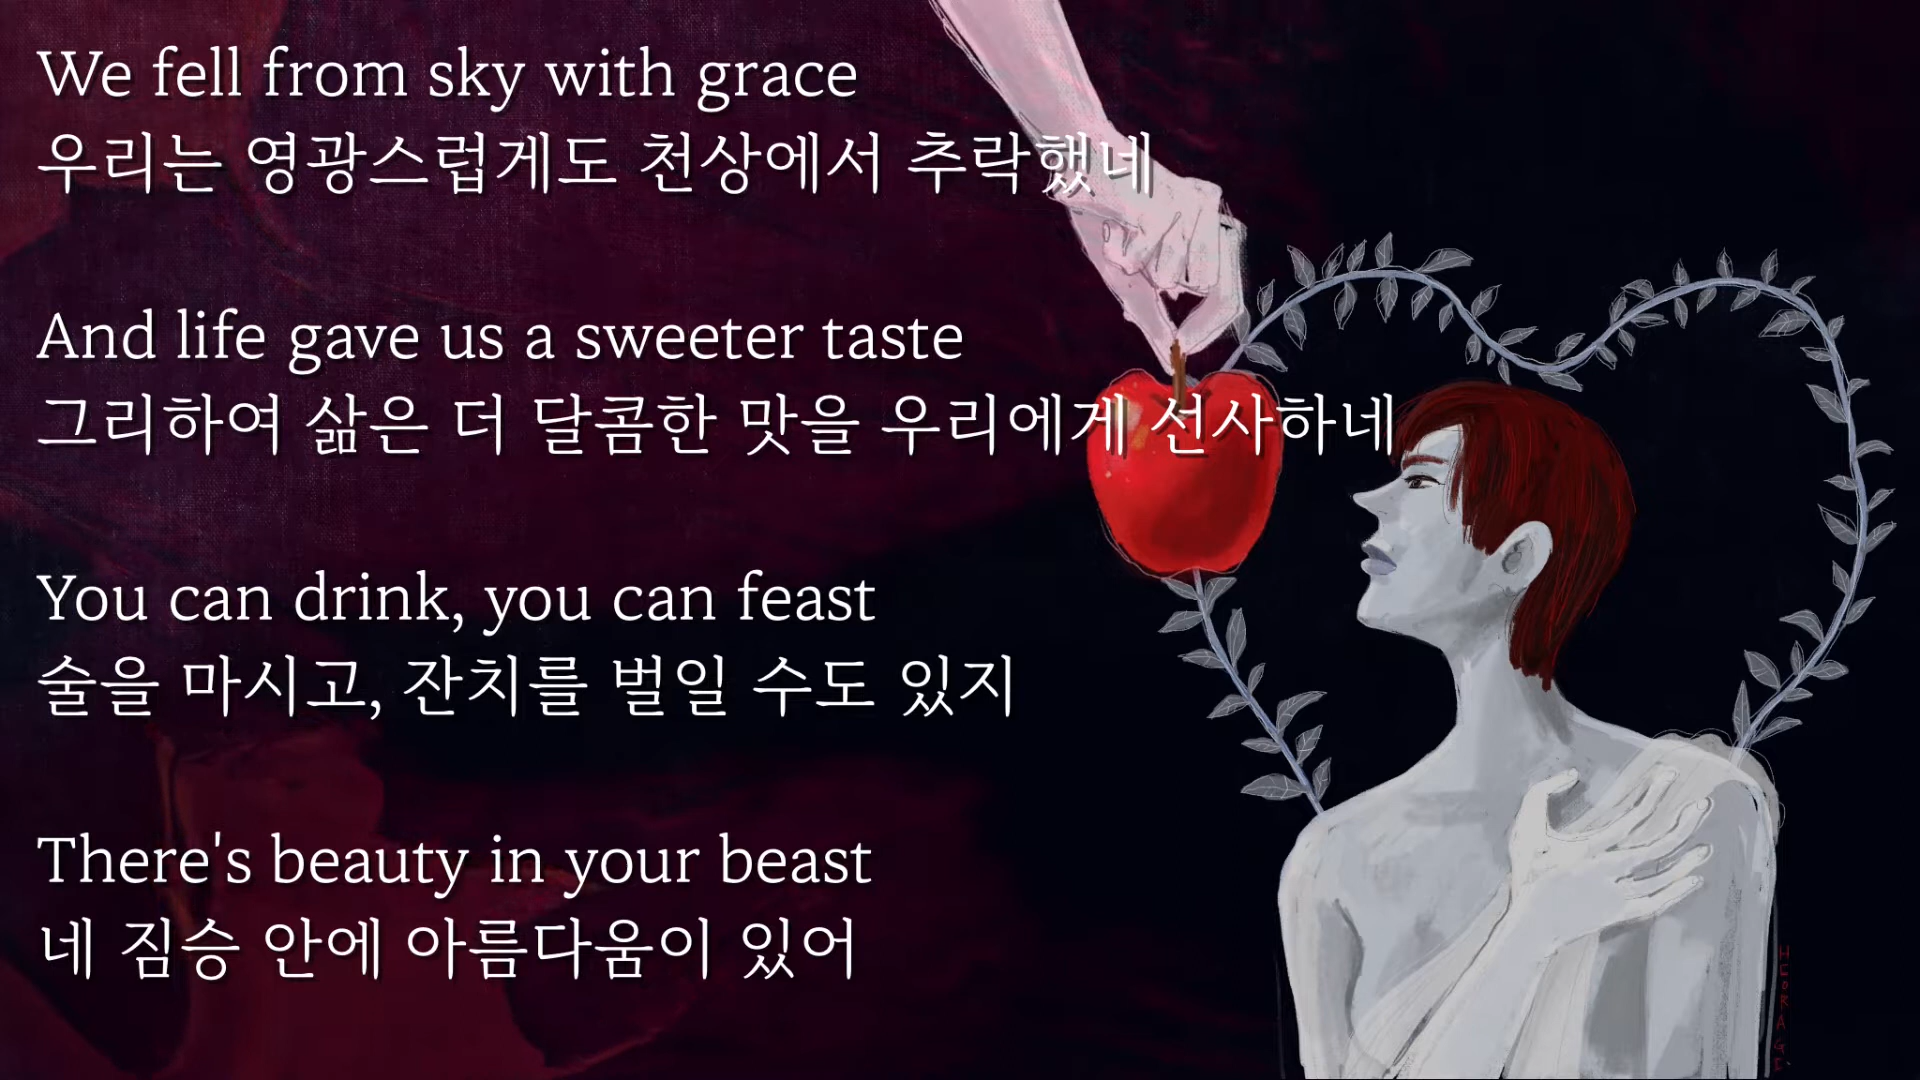 We fell from sky with grace
우리는 영광스럽게도 천상에서 추락했네
And life gave us a sweeter taste
그리하여 삶은 더 달콤한 맛을 우리에게 선사하네
You can drink, you can feast
술을 마시고, 잔치를 벌일 수도 있지
There's beauty in your beast
네 짐승 안에 아름다움이 있어